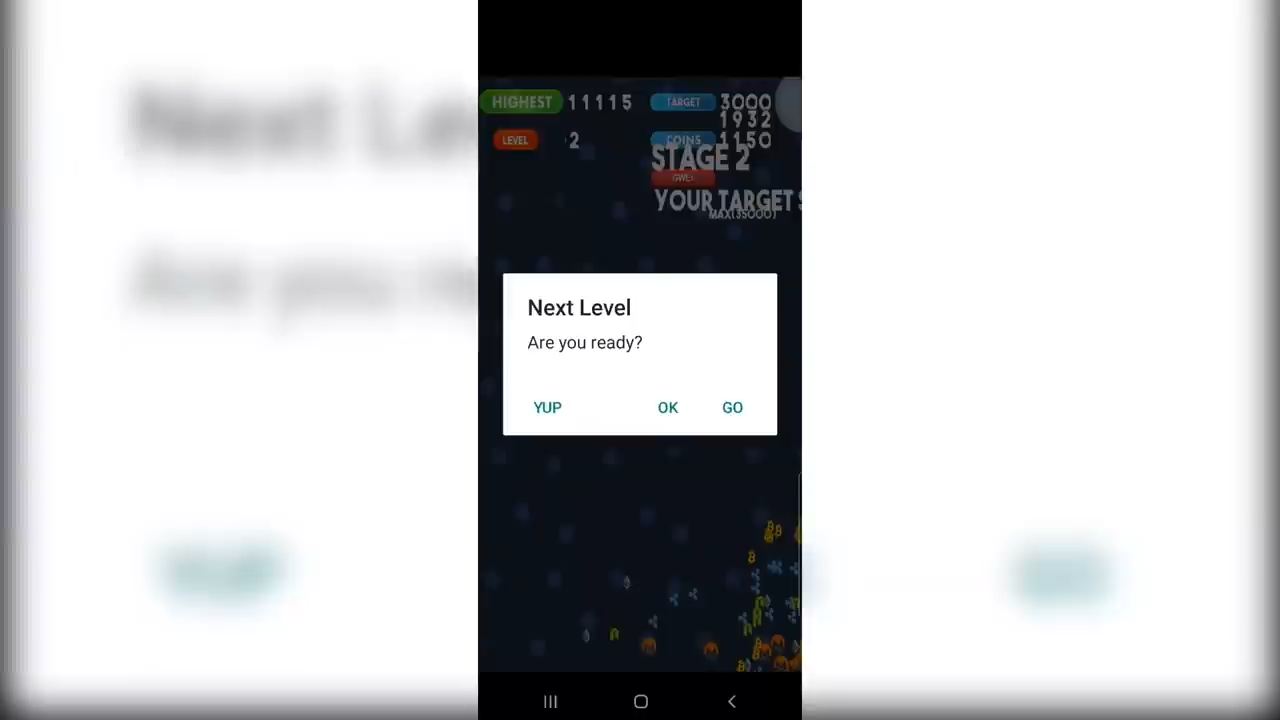 HIGHEST 11115 TARGET 3000
1932
LEVEL 2 COINS 1150
STAGE 2
YOUR TARGET
MAX(35000)
Next Level
Are you ready?
YUP OK GO